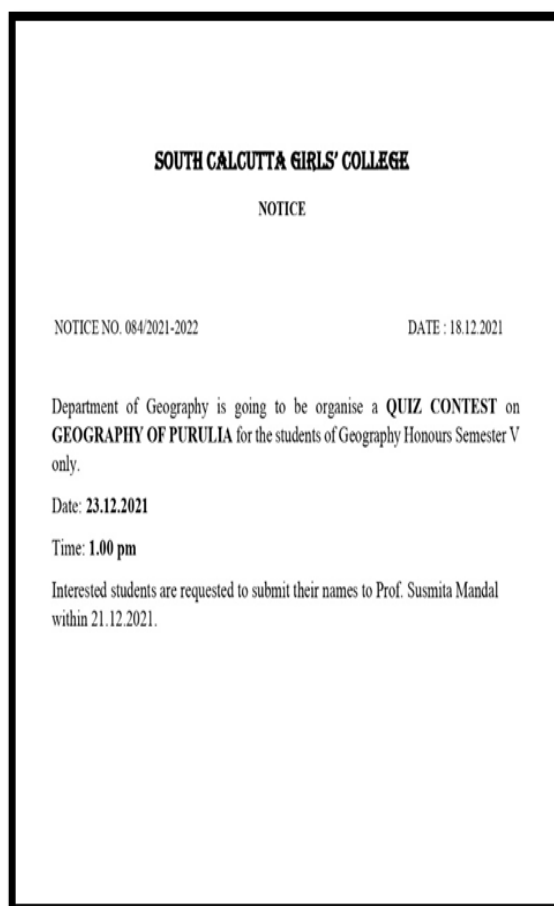 SOUTH CALCUTTA GIRLS' COLLEGE
NOTICE
NOTICE NO. 084/2021-2022 DATE : 18.12.2021
Department of Geography is going to be organise a QUIZ CONTEST on
GEOGRAPHY OF PURULIA for the students of Geography Honours Semester V
only.
Date: 23.12.2021
Time: 1.00 pm
Interested students are requested to submit their names to Prof. Susmita Mandal
within 21.12.2021.